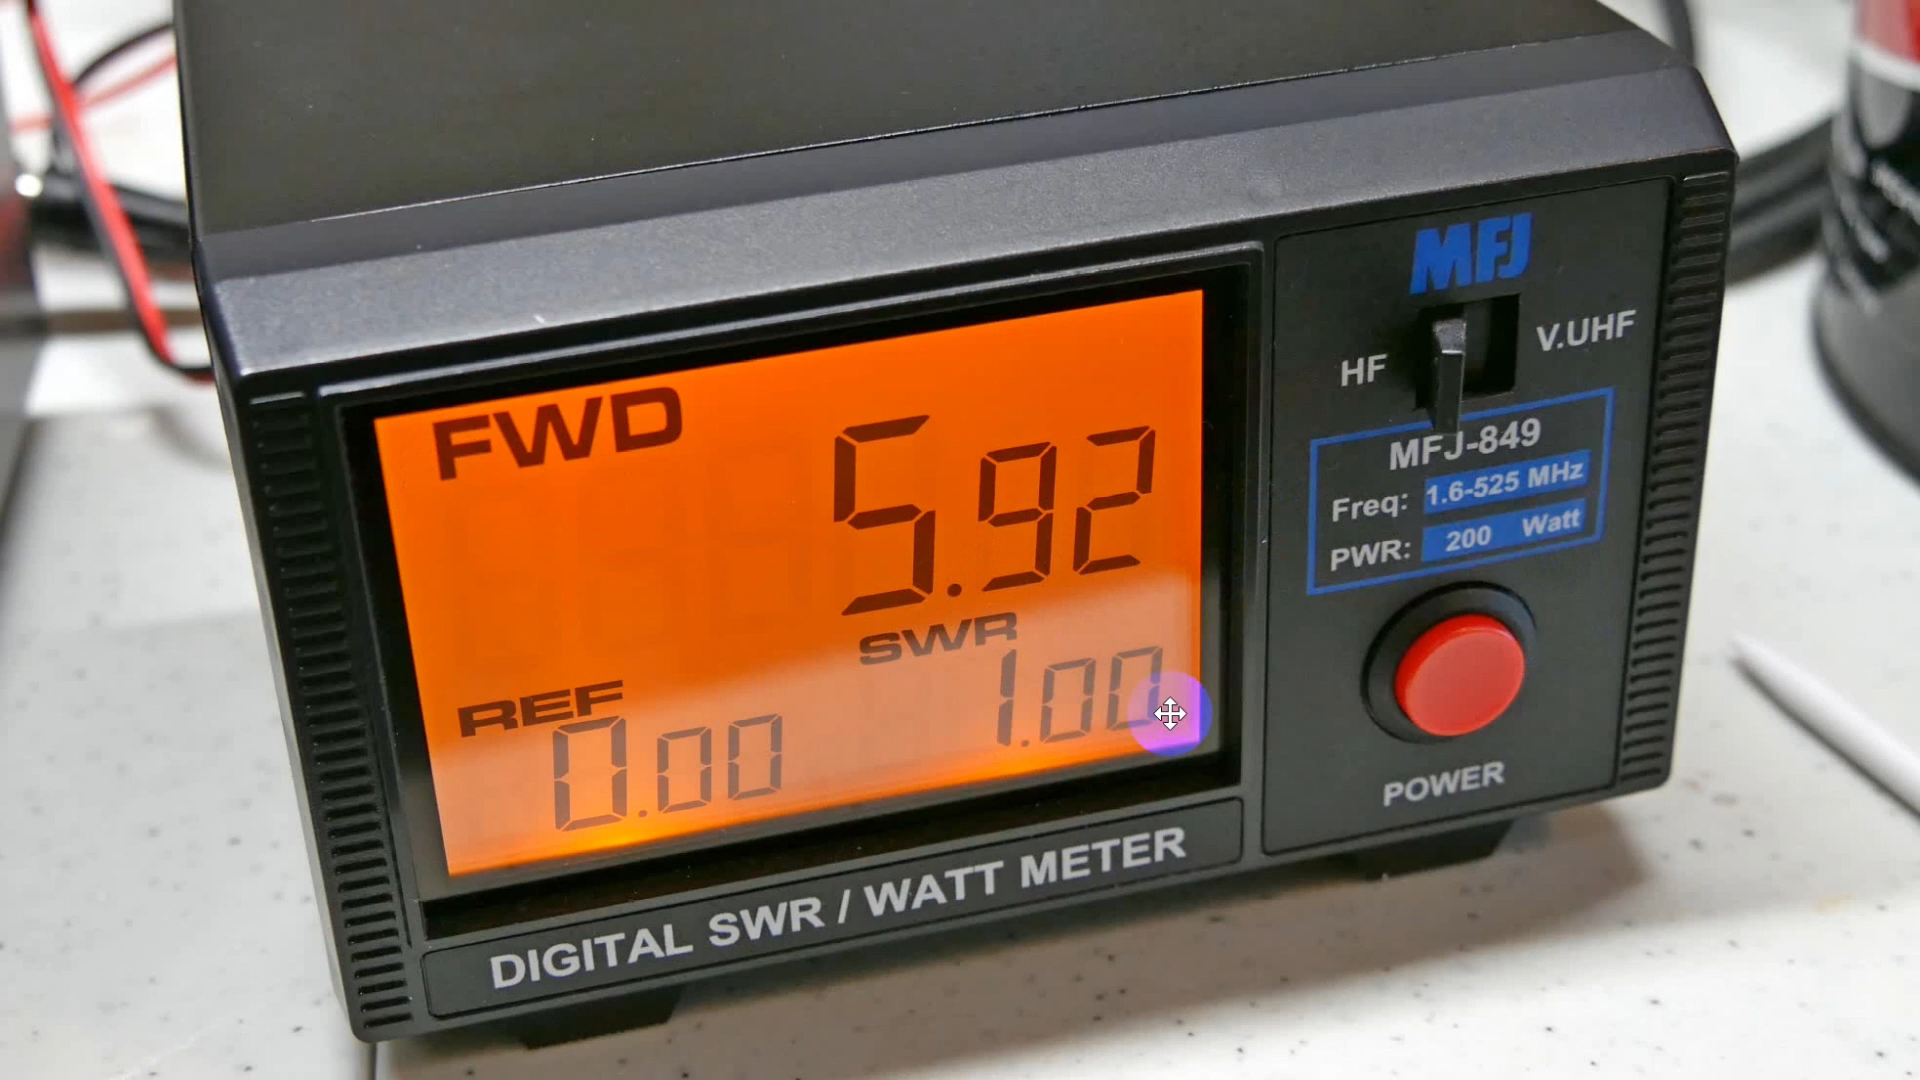 MFJ
HF
V.UHF
MFJ-849
Freq: 1.6-525 MHz
PWR: 200 Watt
POWER
FWD
5.92
SWR
1.00
REF
0.00
DIGITAL SWR / WATT METER